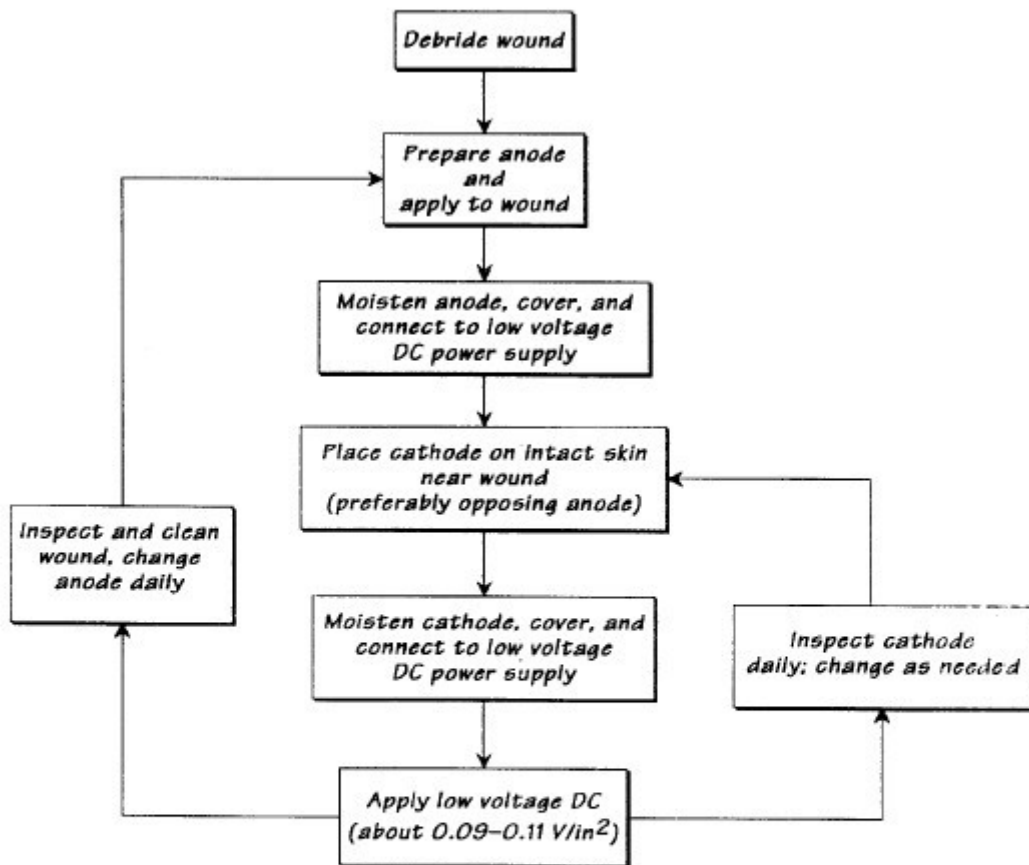 Debride wound
Prepare anode
and
apply to wound
Moisten anode, cover, and
connect to low voltage
DC power supply
Place cathode on intact skin
near wound
(preferably opposing anode)
Inspect and clean
wound, change
anode daily
Moisten cathode, cover, and
connect to low voltage
DC power supply
Inspect cathode
daily; change as needed
Apply low voltage DC
(about 0.09–0.11 V/in²)